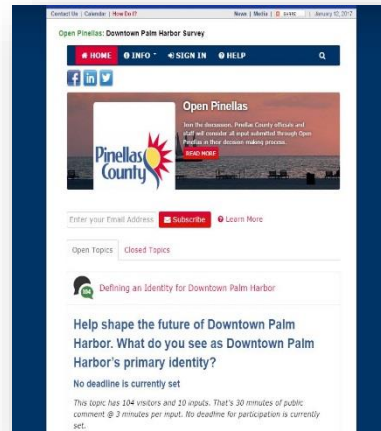 Contact Us | Calendar | How Do I?
News | Media | January 12, 2017
Open Pinellas: Downtown Palm Harbor Survey
HOME INFO SIGN IN HELP
Open Pinellas
Join the discussion. Pinellas County officials and
staff will consider all input submitted through Open
Pinellas in their decision making process.
READ MORE
Pinellas
County
Enter your Email Address Subscribe Learn More
Open Topics Closed Topics
104 Defining an Identity for Downtown Palm Harbor
Help shape the future of Downtown Palm
Harbor. What do you see as Downtown Palm
Harbor's primary identity?
No deadline is currently set
This topic has 104 visitors and 10 inputs. That's 30 minutes of public
comment @ 3 minutes per input. No deadline for participation is currently
set.